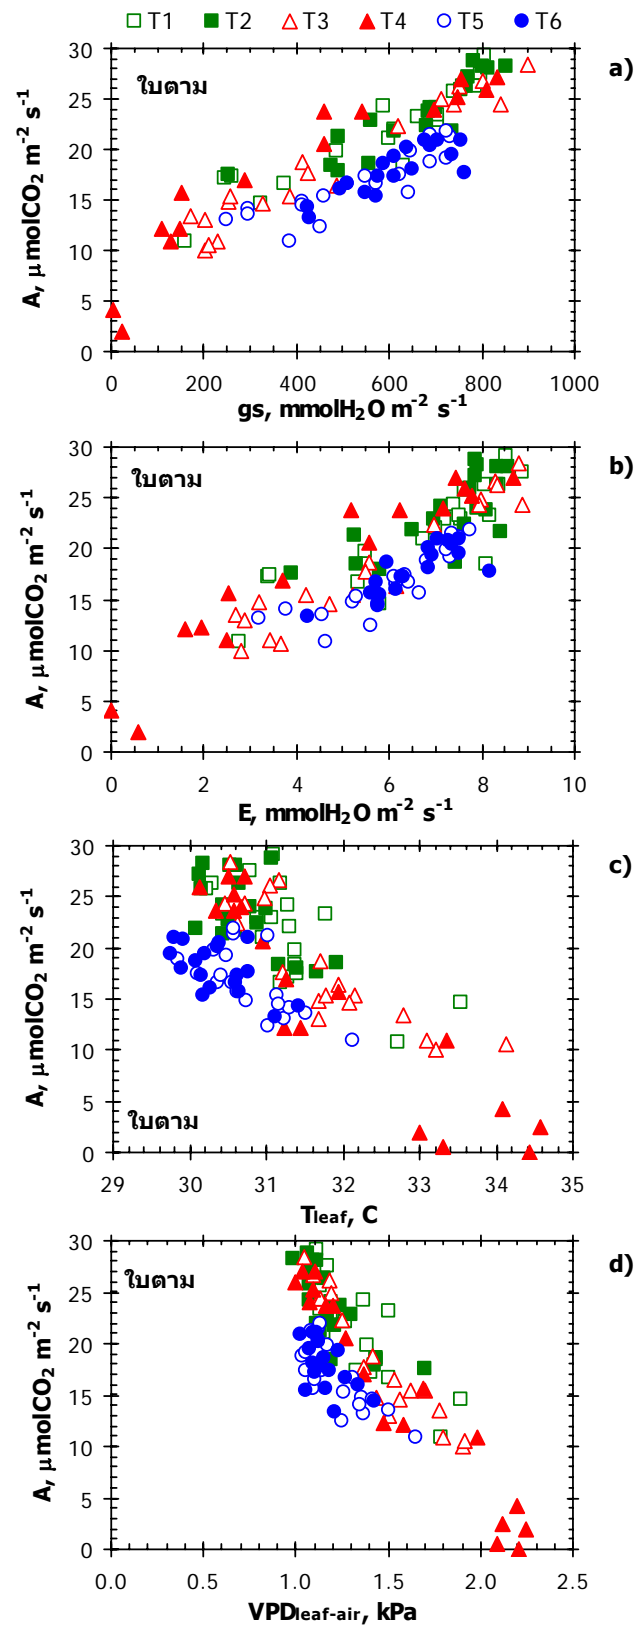 T1 T2 T3 T4 T5 T6
a)
ใบตาม
30
25
20
15
10
5
0
A, μmolCO₂ m⁻² s⁻¹
0 200 400 600 800 1000
gs, mmolH₂O m⁻² s⁻¹
b)
ใบตาม
30
25
20
15
10
5
0
A, μmolCO₂ m⁻² s⁻¹
0 2 4 6 8 10
E, mmolH₂O m⁻² s⁻¹
c)
30
25
20
15
10
5
0
A, μmolCO₂ m⁻² s⁻¹
ใบตาม
29 30 31 32 33 34 35
Tleaf, C
d)
ใบตาม
30
25
20
15
10
5
0
A, μmolCO₂ m⁻² s⁻¹
0.0 0.5 1.0 1.5 2.0 2.5
VPDleaf-air, kPa